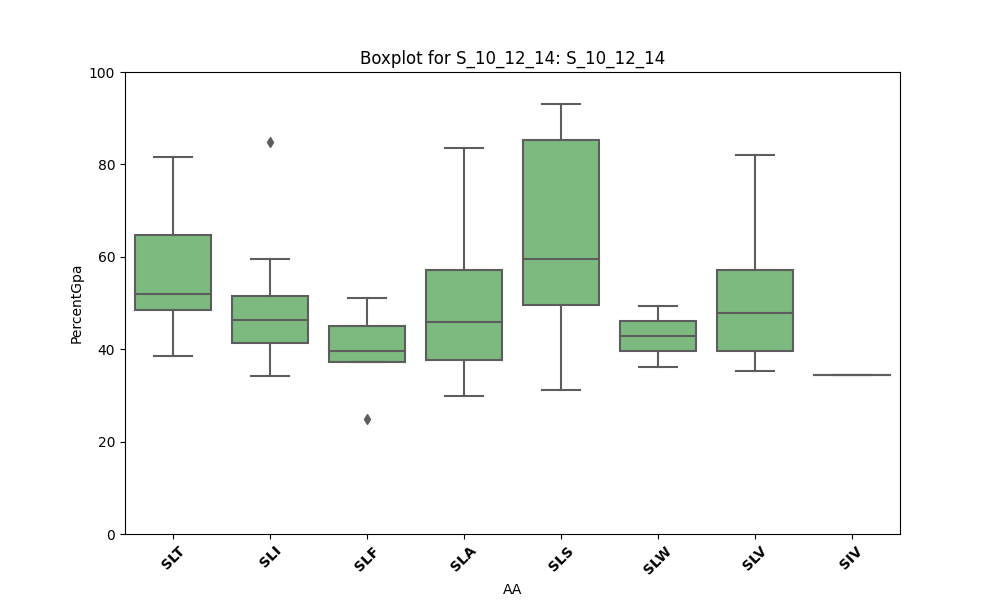 Boxplot for S_10_12_14: S_10_12_14
100
80
60
40
20
0
PercentGpa
SLT SLI SLF SLA SLS SLW SLV SIV
AA